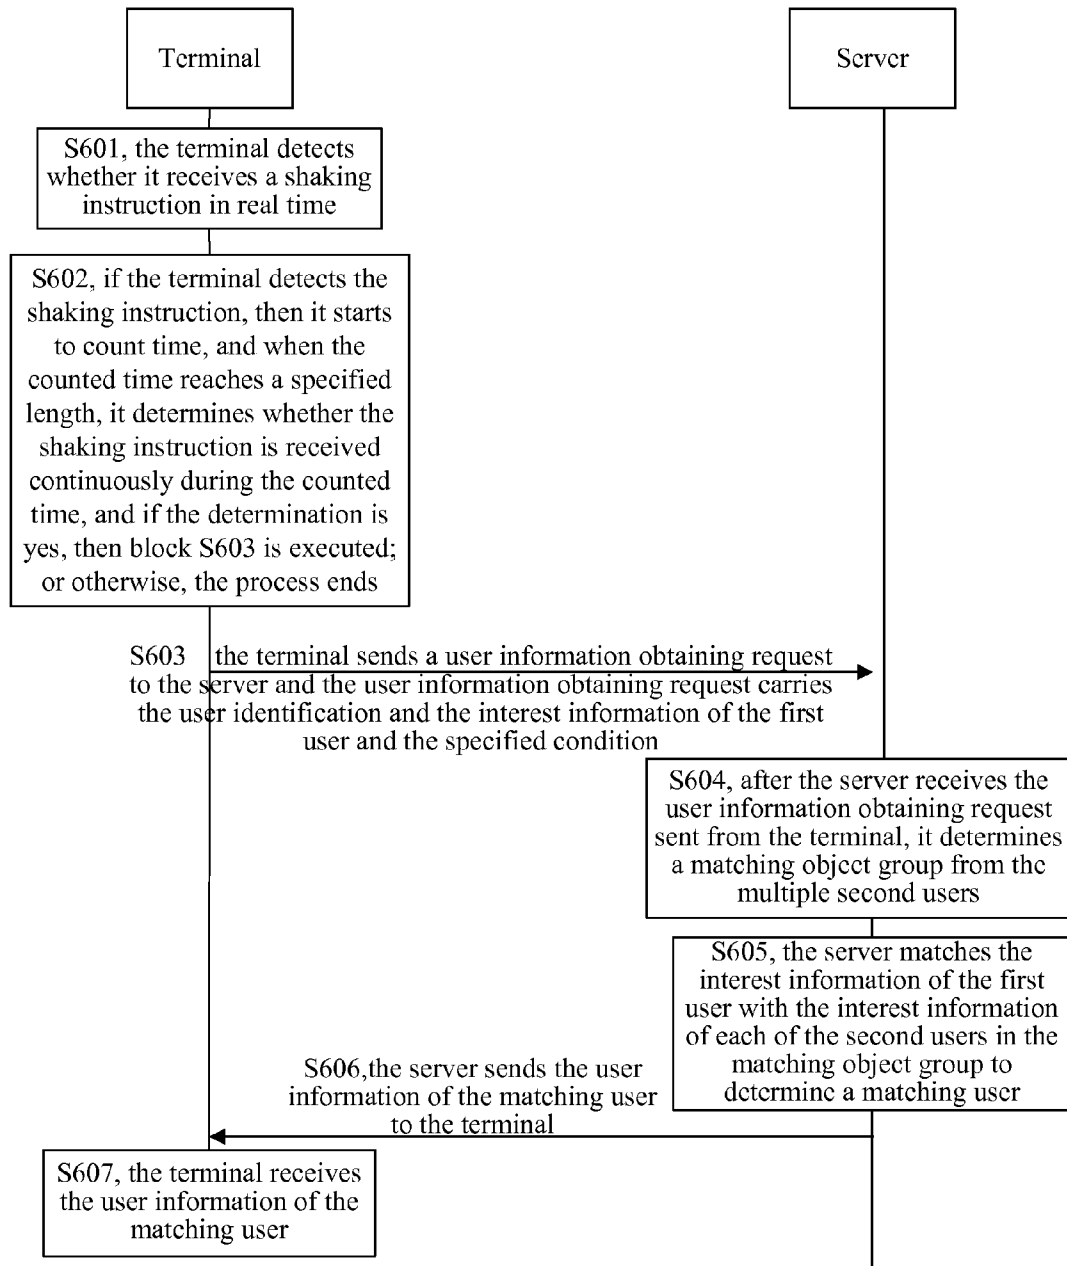 Terminal
Server
S601, the terminal detects
whether it receives a shaking
instruction in real time
S602, if the terminal detects the
shaking instruction, then it starts
to count time, and when the
counted time reaches a specified
length, it determines whether the
shaking instruction is received
continuously during the counted
time, and if the determination is
yes, then block S603 is executed;
or otherwise, the process ends
S603 the terminal sends a user information obtaining request
to the server and the user information obtaining request carries
the user identification and the interest information of the first
user and the specified condition
S604, after the server receives the
user information obtaining request
sent from the terminal, it determines
a matching object group from the
multiple second users
S605, the server matches the
interest information of the first
user with the interest information
of each of the second users in the
matching object group to
determine a matching user
S606,the server sends the user
information of the matching user
to the terminal
S607, the terminal receives
the user information of the
matching user